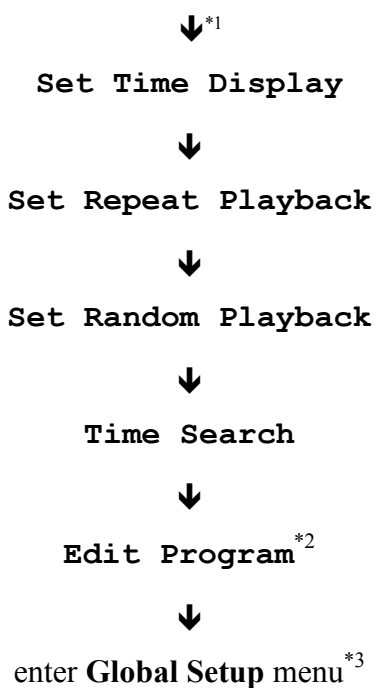 ↓*1
Set Time Display
↓
Set Repeat Playback
↓
Set Random Playback
↓
Time Search
↓
Edit Program*2
↓
enter Global Setup menu*3